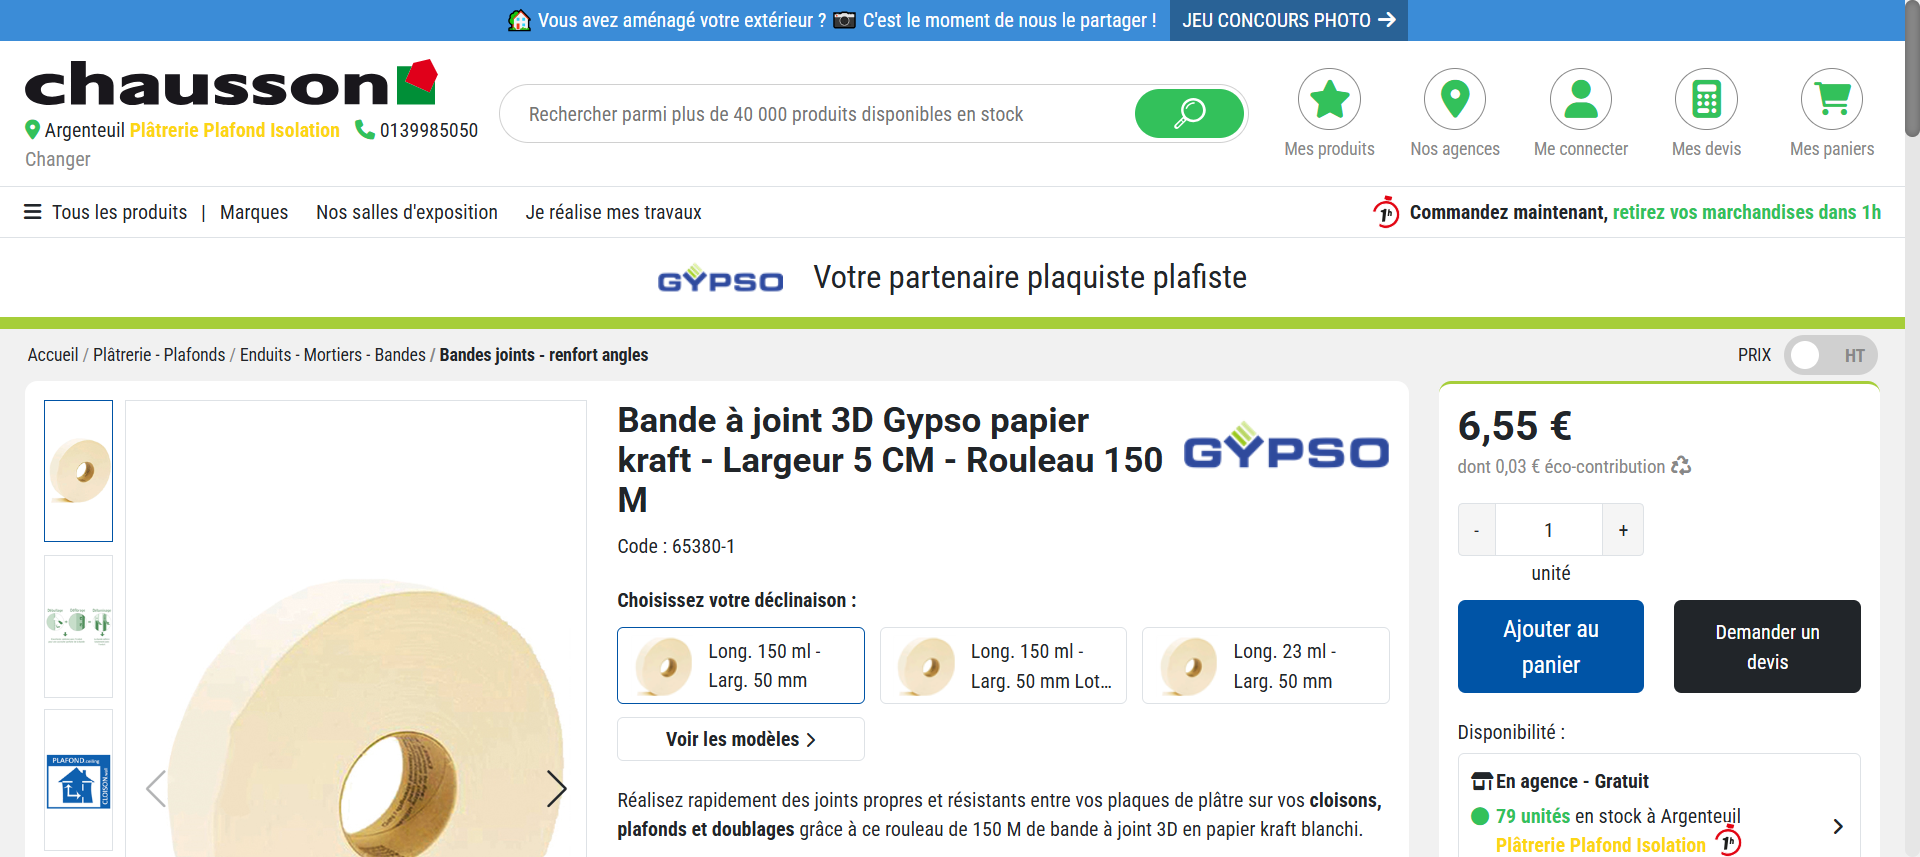 Vous avez aménagé votre extérieur ? C'est le moment de nous le partager ! JEU CONCOURS PHOTO
chausson
Argenteuil Plâtrerie Plafond Isolation 0139985050
Changer
Rechercher parmi plus de 40 000 produits disponibles en stock
Mes produits
Nos agences
Me connecter
Mes devis
Mes paniers
Tous les produits | Marques Nos salles d'exposition Je réalise mes travaux
1h Commandez maintenant, retirez vos marchandises dans 1h
GYPSO Votre partenaire plaquiste plafiste
Accueil / Plâtrerie - Plafonds / Enduits - Mortiers - Bandes / Bandes joints - renfort angles
PRIX HT
PLAFOND ceiling
CLOISON wall
Bande à joint 3D Gypso papier
kraft - Largeur 5 CM - Rouleau 150
M
GYPSO
Code : 65380-1
Choisissez votre déclinaison :
Long. 150 ml -
Larg. 50 mm
Long. 150 ml -
Larg. 50 mm Lot...
Long. 23 ml -
Larg. 50 mm
Voir les modèles
Réalisez rapidement des joints propres et résistants entre vos plaques de plâtre sur vos cloisons,
plafonds et doublages grâce à ce rouleau de 150 M de bande à joint 3D en papier kraft blanchi.
6,55 €
dont 0,03 € éco-contribution
- 1 +
unité
Ajouter au
panier
Demander un
devis
Disponibilité :
En agence - Gratuit
79 unités en stock à Argenteuil
Plâtrerie Plafond Isolation 1h